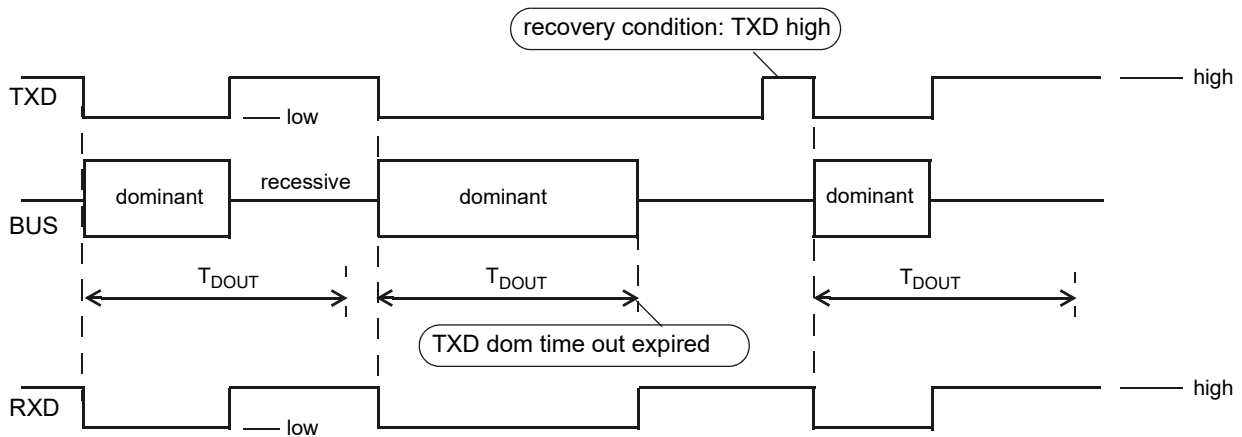 recovery condition: TXD high
TXD
high
low
dominant
recessive
dominant
dominant
BUS
TDOUT
TDOUT
TDOUT
TXD dom time out expired
RXD
high
low